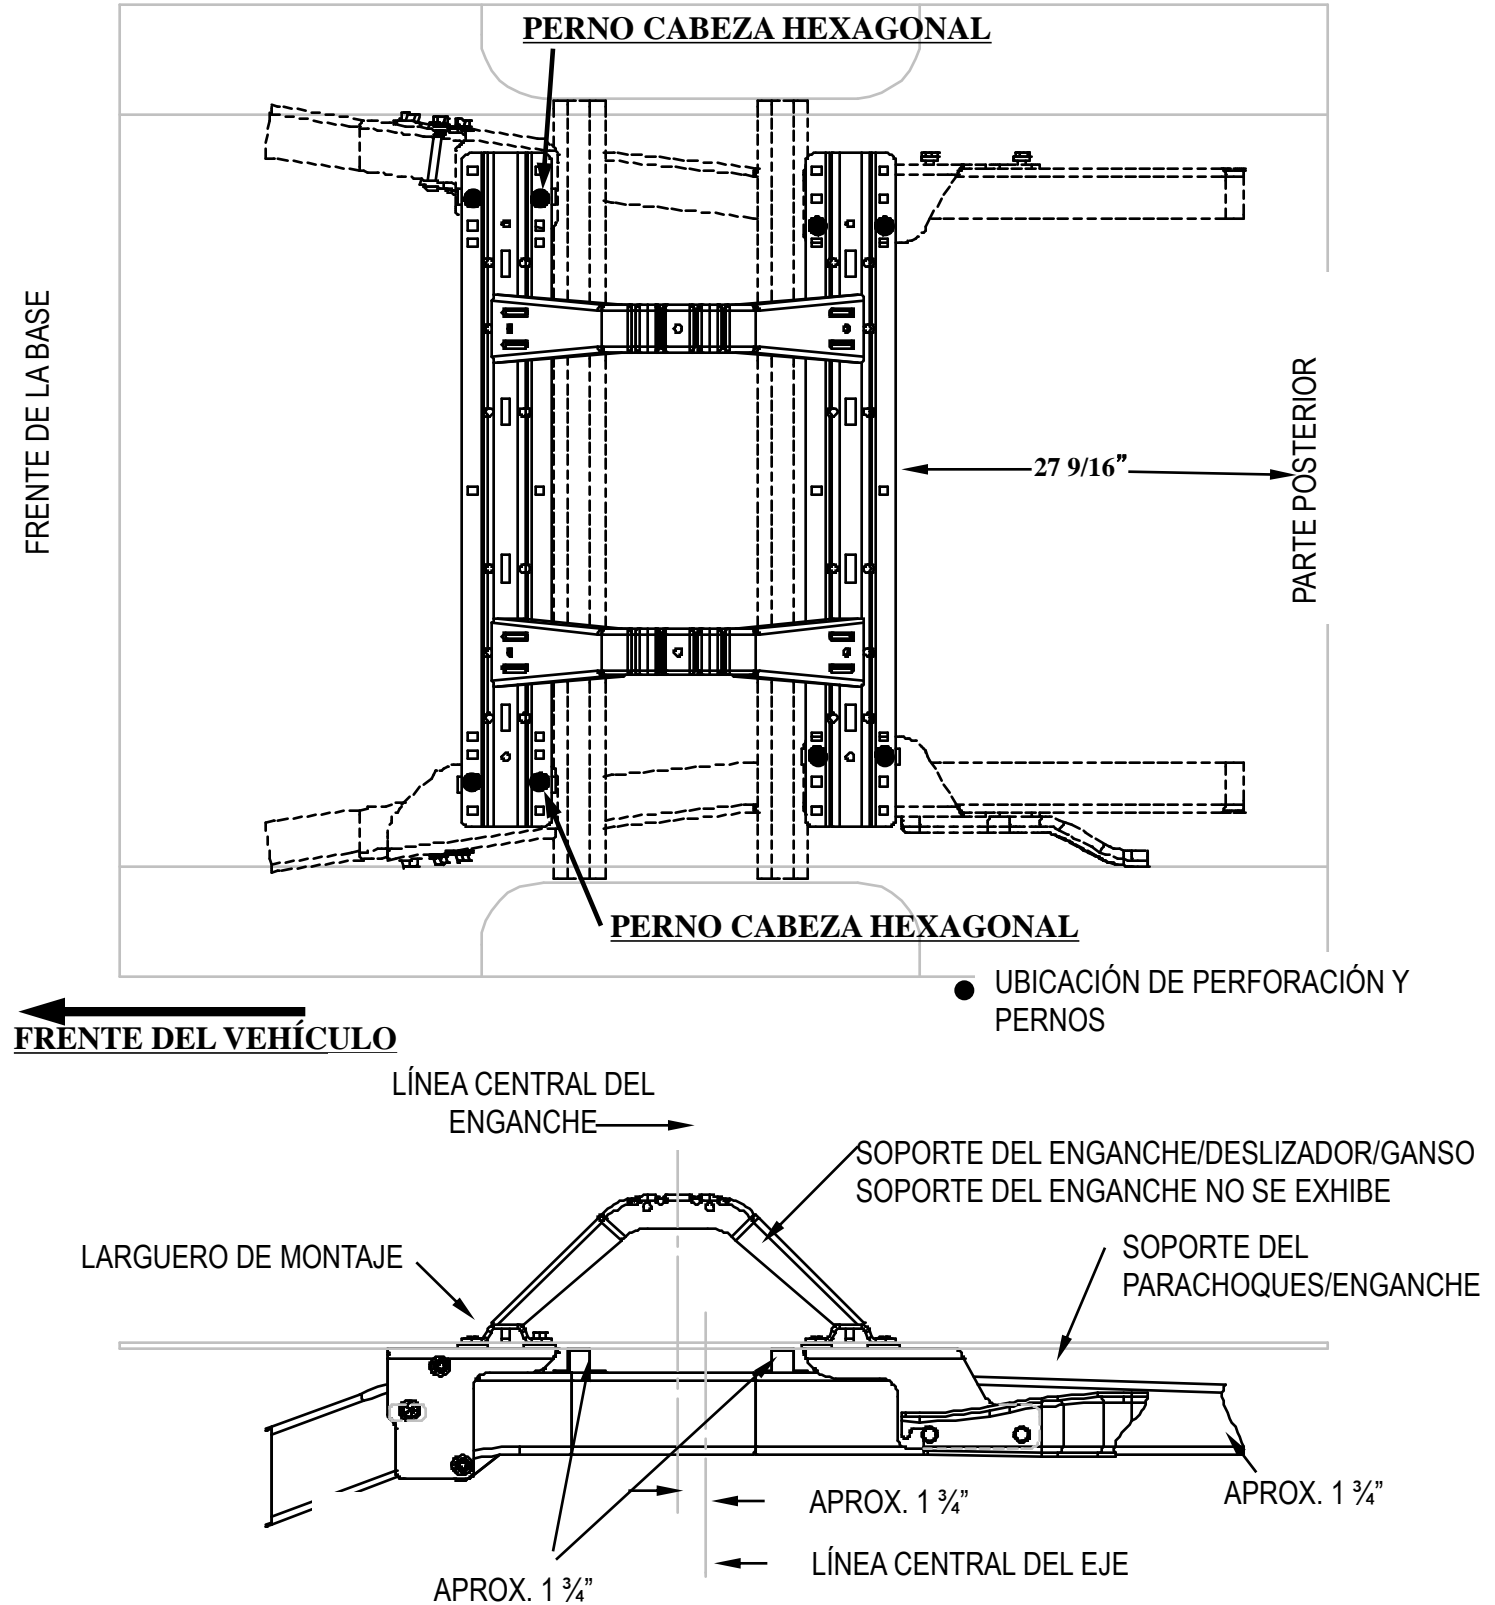 PERNO CABEZA HEXAGONAL
FRENTE DE LA BASE
27 9/16”
PARTE POSTERIOR
PERNO CABEZA HEXAGONAL
UBICACIÓN DE PERFORACIÓN Y
PERNOS
FRENTE DEL VEHÍCULO
LÍNEA CENTRAL DEL
ENGANCHE
SOPORTE DEL ENGANCHE/DESLIZADOR/GANSO
SOPORTE DEL ENGANCHE NO SE EXHIBE
LARGUERO DE MONTAJE
SOPORTE DEL
PARACHOQUES/ENGANCHE
APROX. 1 ¾”
APROX. 1 ¾”
LÍNEA CENTRAL DEL EJE
APROX. 1 ¾”